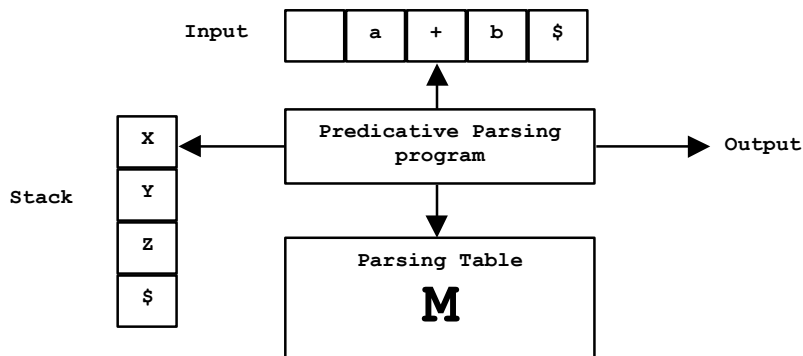 Input a + b $
Predicative Parsing
program
Output
Stack
X
Y
Z
$
Parsing Table
M